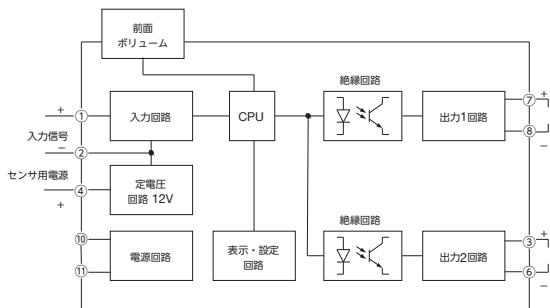 前面
ボリューム
絶縁回路
+
①
入力回路
CPU
出力1回路
⑦
+
入力信号
⑧
−
②
−
センサ用電源
④
+
定電圧
回路 12V
絶縁回路
⑩
電源回路
⑪
表示・設定
回路
出力2回路
③
+
⑥
−